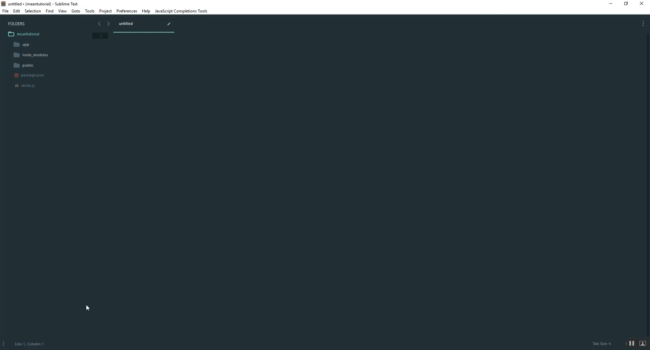 untitled • (meantutorial) - Sublime Text
File Edit Selection Find View Goto Tools Project Preferences Help JavaScript Completions Tools
FOLDERS
untitled
meantutorial
app
node_modules
public
package.json
server.js
Line 1, Column 1
Tab Size: 4